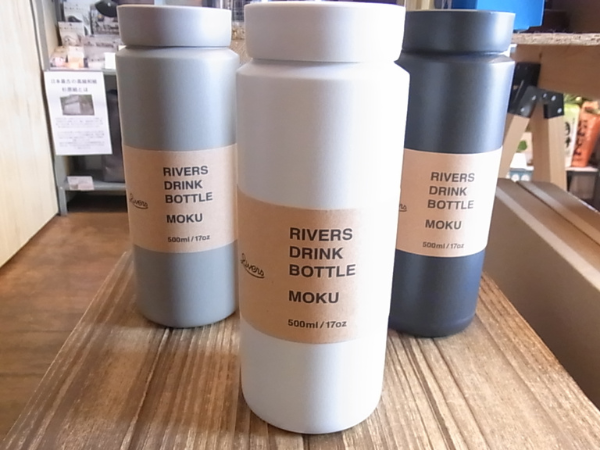 RIVERS
DRINK
BOTTLE
MOKU
500ml / 17oz
Rivers
RIVERS
DRINK
BOTTLE
MOKU
500ml / 17oz
Rivers
RIVERS
DRINK
BOTTLE
MOKU
500ml / 17oz